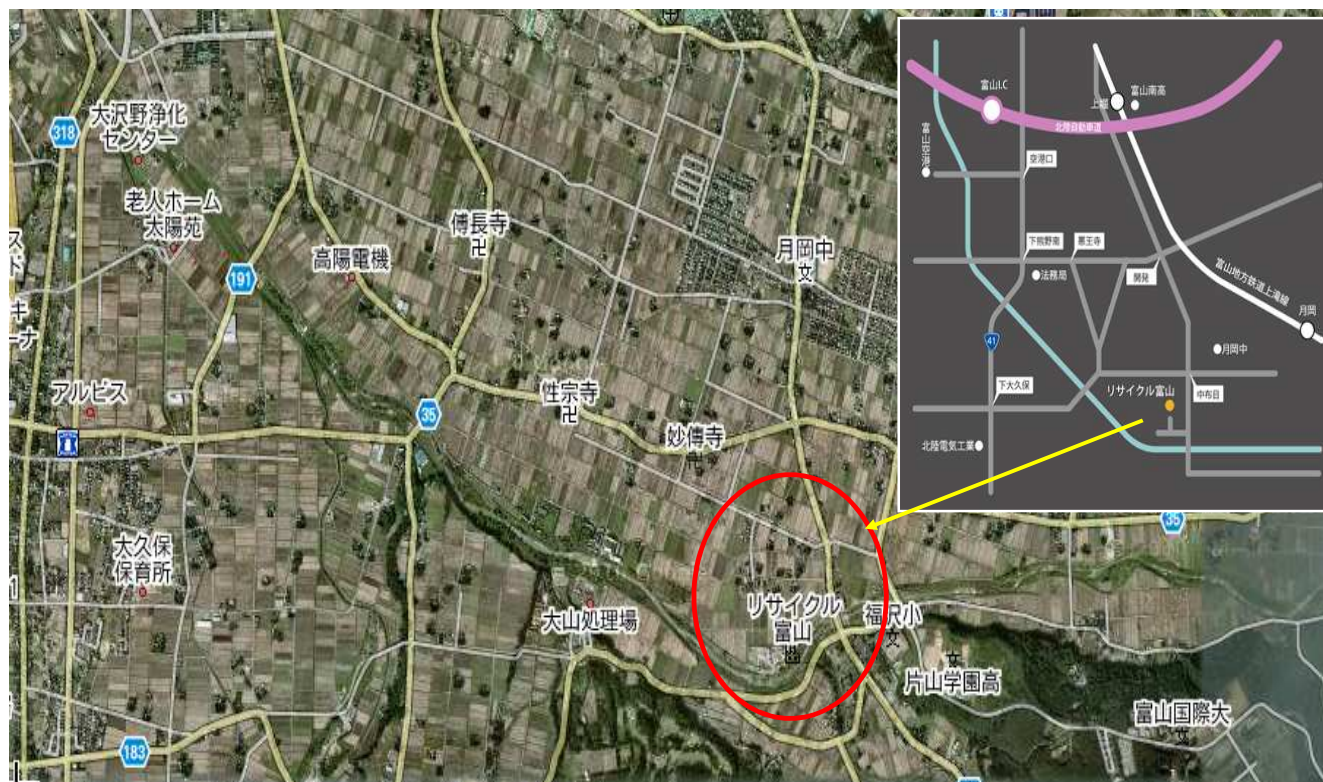 318
大沢野浄化
センター
老人ホーム
太陽苑
191
高陽電機
傅長寺
月岡中
アルビス
35
性宗寺
妙傳寺
大久保
保育所
大山処理場
リサイクル
富山
福沢小
片山学園高
富山国際大
35
183
富山I.C
上堀
富山南高
北陸自動車道
富山空港
空港口
下熊野南
悪王寺
法務局
開発
富山地方鉄道上滝線
月岡
41
月岡中
下大久保
リサイクル富山
中布目
北陸電気工業